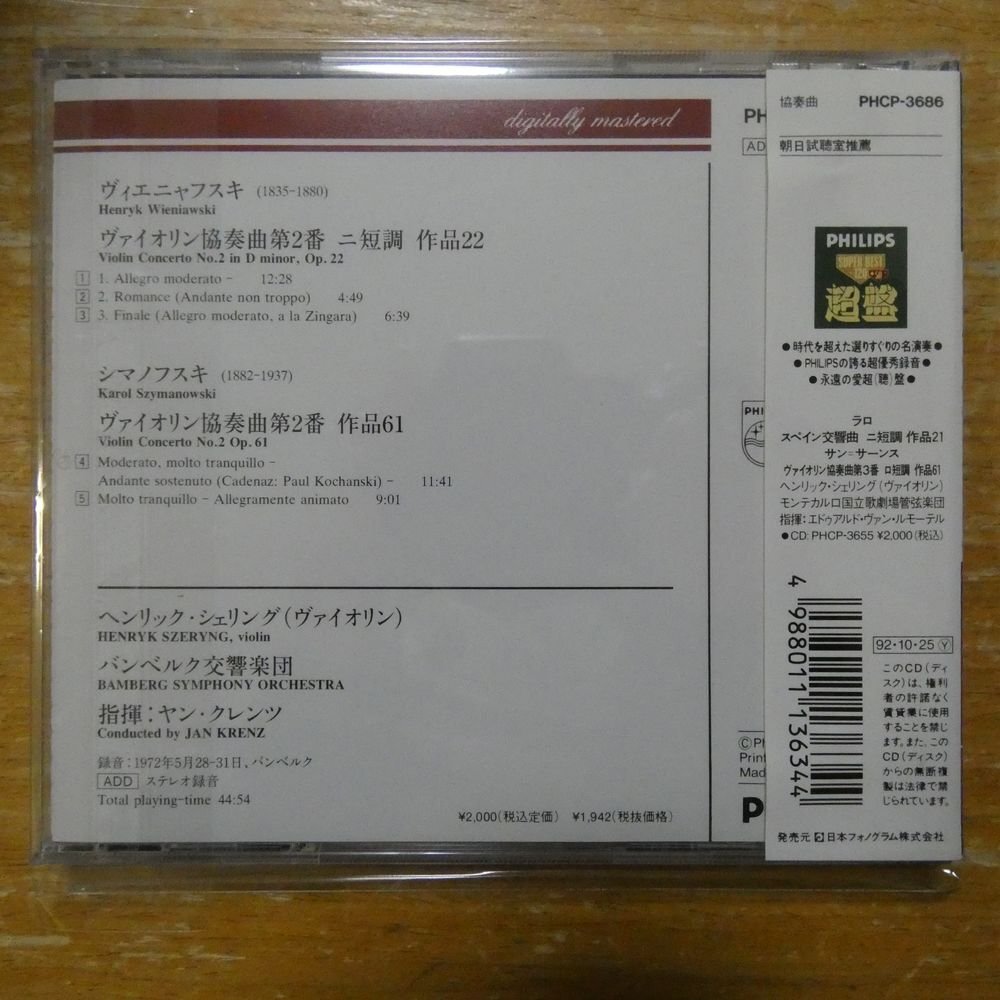 digitally mastered
ヴィエニャフスキ (1835-1880)
Henryk Wieniawski
ヴァイオリン協奏曲第2番 ニ短調 作品22
Violin Concerto No.2 in D minor, Op. 22
1 1. Allegro moderato – 12:28
2 2. Romance (Andante non troppo) 4:49
3 3. Finale (Allegro moderato, a la Zingara) 6:39
シマノフスキ (1882-1937)
Karol Szymanowski
ヴァイオリン協奏曲第2番 作品61
Violin Concerto No.2 Op. 61
4 Moderato, molto tranquillo –
Andante sostenuto (Cadenaz: Paul Kochanski) – 11:41
5 Molto tranquillo – Allegramente animato 9:01
ヘンリック・シェリング(ヴァイオリン)
HENRYK SZERYNG, violin
バンベルク交響楽団
BAMBERG SYMPHONY ORCHESTRA
指揮:ヤン・クレンツ
Conducted by JAN KRENZ
録音:1972年5月28-31日、バンベルク
ADD ステレオ録音
Total playing-time 44:54
¥2,000(税込定価) ¥1,942(税抜価格)
PH
AD
PHI
©Ph
Print
Mad
P
協奏曲 PHCP-3686
朝日試聴室推薦
PHILIPS
SUPER BEST
120
超盤
●時代を超えた選りすぐりの名演奏●
●PHILIPSの誇る超優秀録音●
●永遠の愛超(聴)盤●
ラロ
スペイン交響曲 ニ短調 作品21
サン=サーンス
ヴァイオリン協奏曲第3番 ロ短調 作品61
ヘンリック・シェリング(ヴァイオリン)
モンテカルロ国立歌劇場管弦楽団
指揮:エドゥアルド・ヴァン・ルモーテル
●CD:PHCP-3655 ¥2,000(税込)
4 988011 136344
92・10・25 Y
このCD(ディ
スク)は、権利
者の許諾なく
賃貸業に使用
することを禁じ
ます。また、この
CD(ディスク)
からの無断複
製は法律で禁
じられています。
発売元 日本フォノグラム株式会社